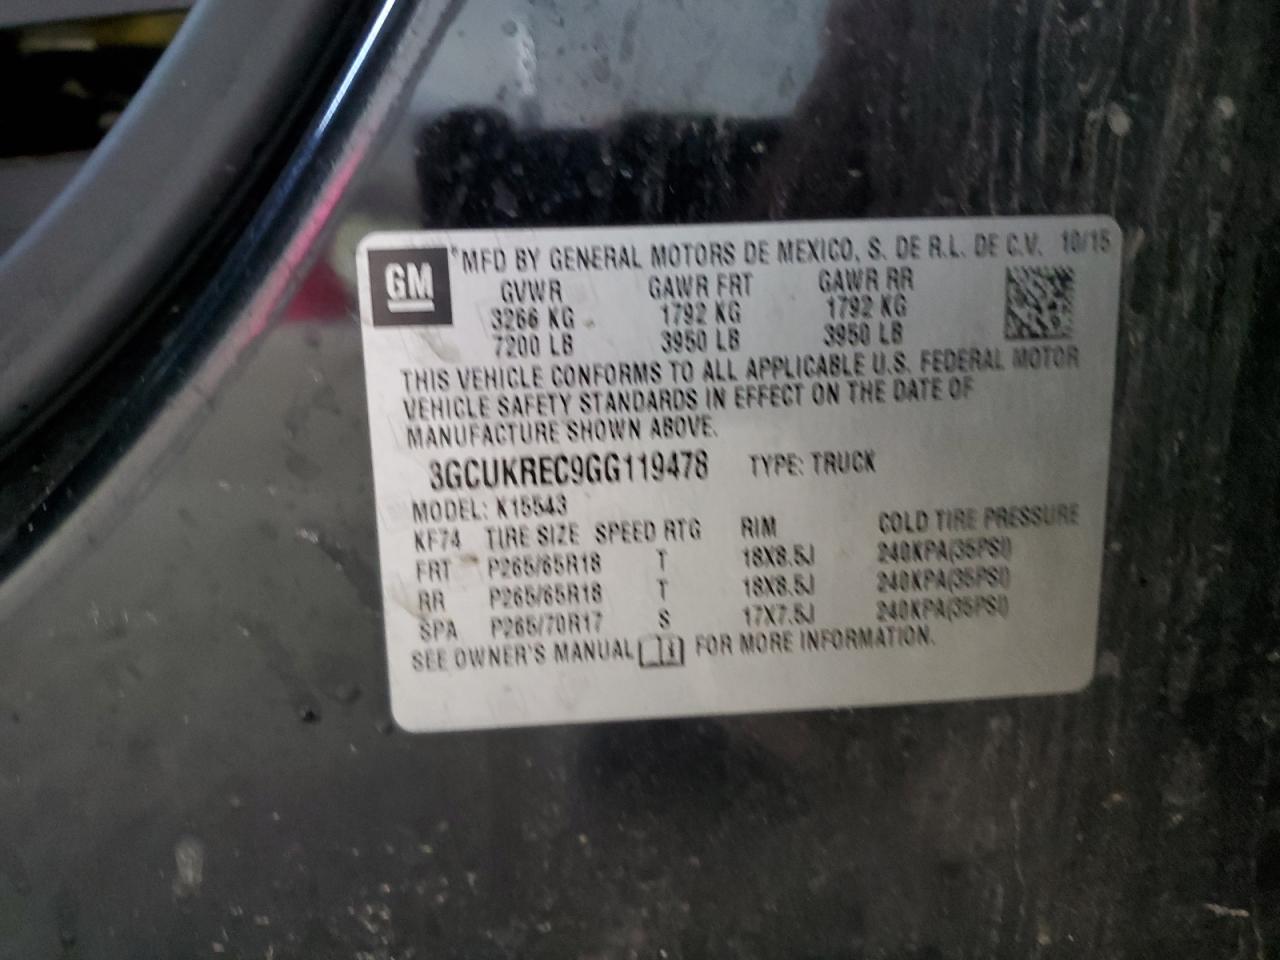 GM
MFD BY GENERAL MOTORS DE MEXICO, S. DE R.L. DE C.V. 10/15
GVWR GAWR FRT GAWR RR
3266 KG 1792 KG 1792 KG
7200 LB 3950 LB 3950 LB
THIS VEHICLE CONFORMS TO ALL APPLICABLE U.S. FEDERAL MOTOR
VEHICLE SAFETY STANDARDS IN EFFECT ON THE DATE OF
MANUFACTURE SHOWN ABOVE.
3GCUKREC9GG119478 TYPE: TRUCK
MODEL: K15543
KF74 TIRE SIZE SPEED RTG RIM COLD TIRE PRESSURE
FRT P265/65R18 T 18X8.5J 240KPA(35PSI)
RR P265/65R18 T 18X8.5J 240KPA(35PSI)
SPA P265/70R17 S 17X7.5J 240KPA(35PSI)
SEE OWNER'S MANUAL FOR MORE INFORMATION.